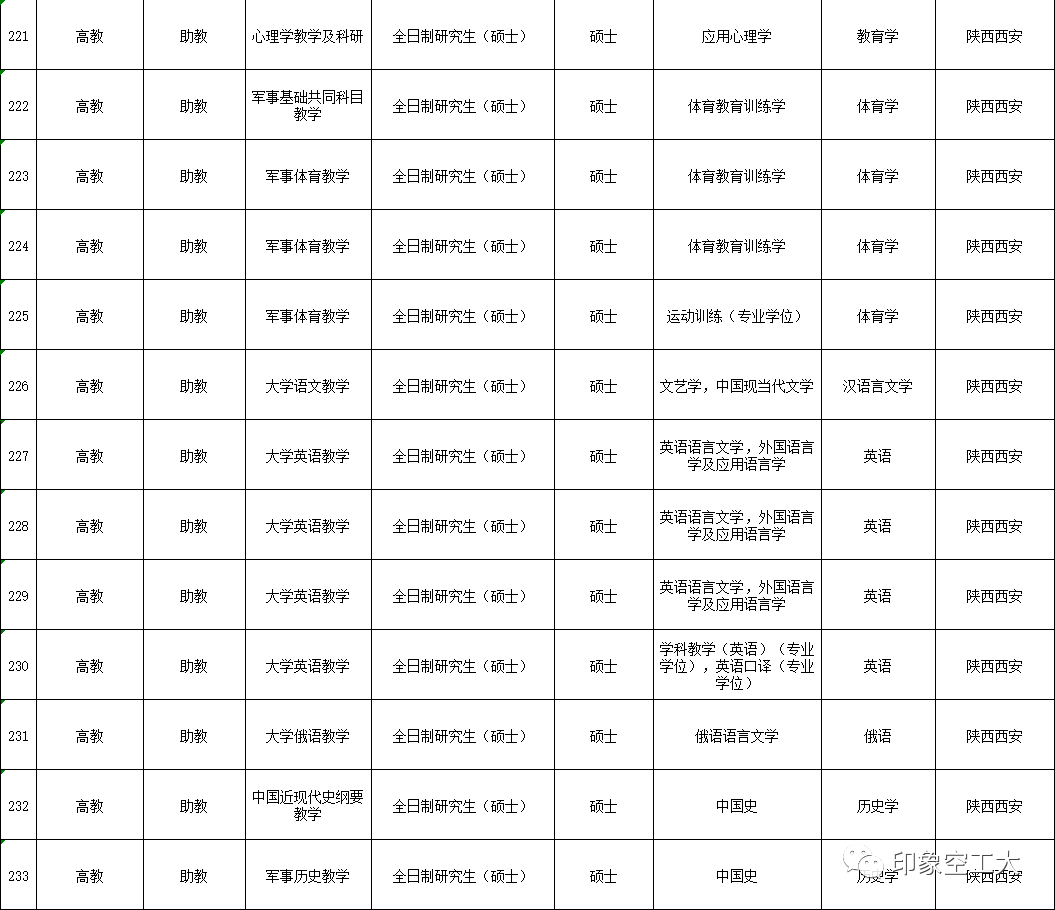 221 高教 助教 心理学教学及科研 全日制研究生（硕士） 硕士 应用心理学 教育学 陕西西安
222 高教 助教 军事基础共同科目 全日制研究生（硕士） 硕士 体育教育训练学 体育学 陕西西安
教学
223 高教 助教 军事体育教学 全日制研究生（硕士） 硕士 体育教育训练学 体育学 陕西西安
224 高教 助教 军事体育教学 全日制研究生（硕士） 硕士 体育教育训练学 体育学 陕西西安
225 高教 助教 军事体育教学 全日制研究生（硕士） 硕士 运动训练（专业学位） 体育学 陕西西安
226 高教 助教 大学语文教学 全日制研究生（硕士） 硕士 文艺学，中国现当代文学 汉语言文学 陕西西安
227 高教 助教 大学英语教学 全日制研究生（硕士） 硕士 英语语言文学，外国语言 英语 陕西西安
学及应用语言学
228 高教 助教 大学英语教学 全日制研究生（硕士） 硕士 英语语言文学，外国语言 英语 陕西西安
学及应用语言学
229 高教 助教 大学英语教学 全日制研究生（硕士） 硕士 英语语言文学，外国语言 英语 陕西西安
学及应用语言学
230 高教 助教 大学英语教学 全日制研究生（硕士） 硕士 学科教学（英语）（专业 英语 陕西西安
学位），英语口译（专业
学位）
231 高教 助教 大学俄语教学 全日制研究生（硕士） 硕士 俄语语言文学 俄语 陕西西安
232 高教 助教 中国近现代史纲要 全日制研究生（硕士） 硕士 中国史 历史学 陕西西安
教学
233 高教 助教 军事历史教学 全日制研究生（硕士） 硕士 中国史 历史学 陕西西安
印象空工大